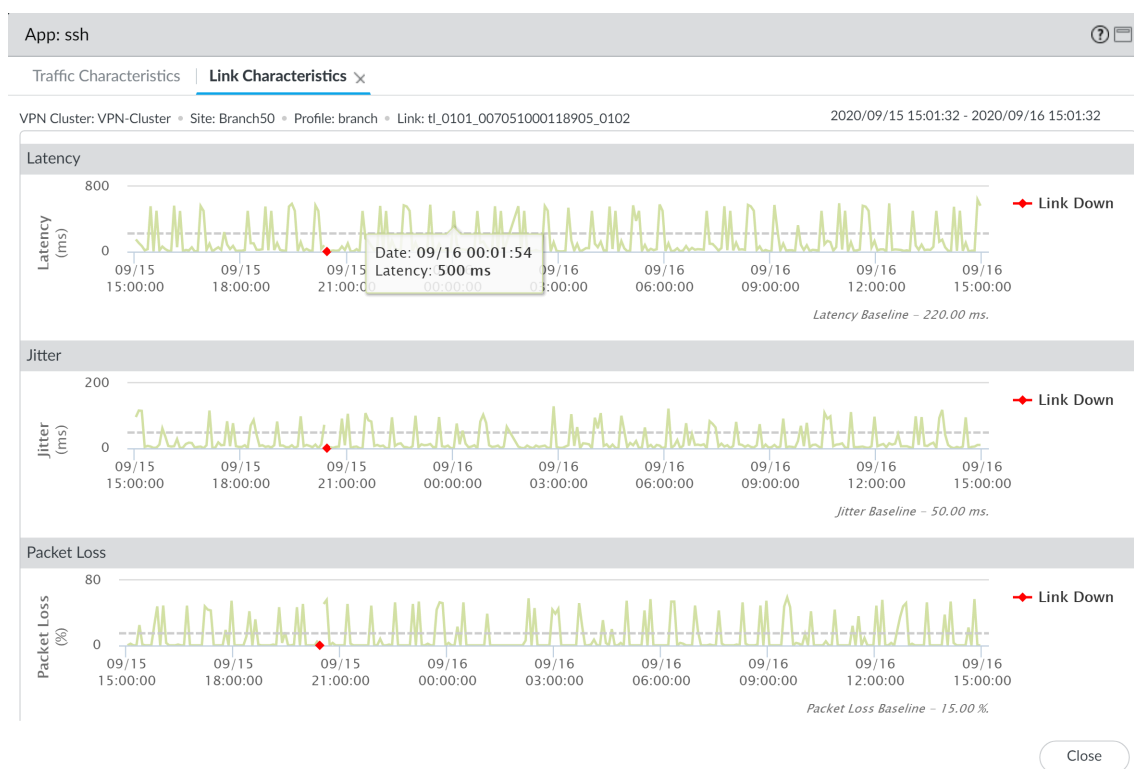 App: ssh
Traffic Characteristics Link Characteristics
VPN Cluster: VPN-Cluster Site: Branch50 Profile: branch Link: tl_0101_007051000118905_0102 2020/09/15 15:01:32 - 2020/09/16 15:01:32
Latency
800
0
Latency
(ms)
Link Down
Date: 09/16 00:01:54
Latency: 500 ms
09/15 09/15 09/15 09/16 09/16 09/16 09/16 09/16
15:00:00 18:00:00 21:00:00 00:00:00 03:00:00 06:00:00 09:00:00 12:00:00 15:00:00
Latency Baseline – 220.00 ms.
Jitter
200
0
Jitter
(ms)
Link Down
09/15 09/15 09/15 09/16 09/16 09/16 09/16 09/16 09/16
15:00:00 18:00:00 21:00:00 00:00:00 03:00:00 06:00:00 09:00:00 12:00:00 15:00:00
Jitter Baseline – 50.00 ms.
Packet Loss
80
0
Packet Loss
(%)
Link Down
09/15 09/15 09/15 09/16 09/16 09/16 09/16 09/16 09/16
15:00:00 18:00:00 21:00:00 00:00:00 03:00:00 06:00:00 09:00:00 12:00:00 15:00:00
Packet Loss Baseline – 15.00 %.
Close